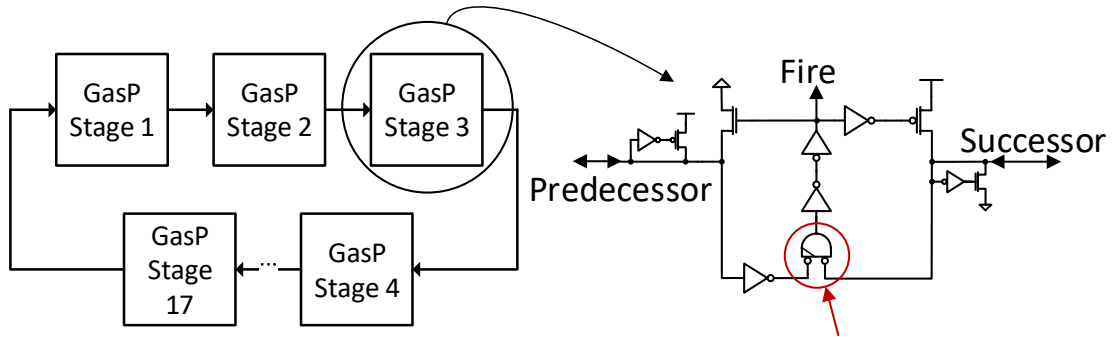 GasP
Stage 1
GasP
Stage 2
GasP
Stage 3
GasP
Stage
17
...
GasP
Stage 4
Fire
Successor
Predecessor